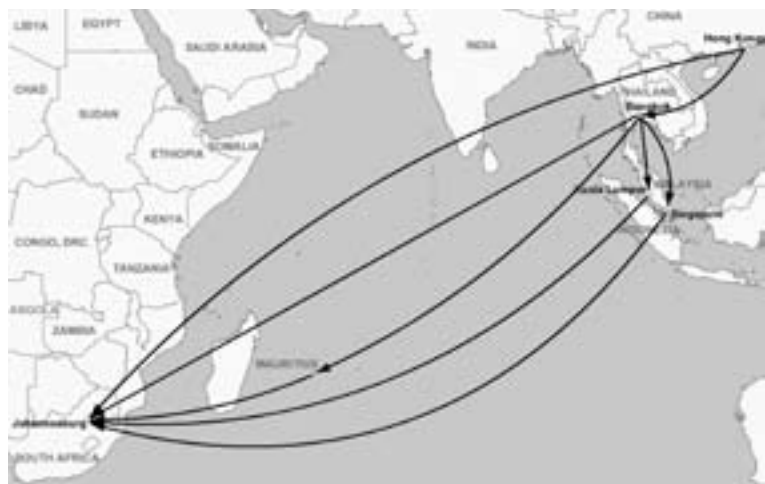 CHINA
LIBYA
EGYPT
SAUDI ARABIA
INDIA
Hong Kong
CHAD
SUDAN
THAILAND
Bangkok
ETHIOPIA
SOMALIA
Kuala Lumpur
MALAYSIA
KENYA
Singapore
CONGO, DRC
TANZANIA
ANGOLA
ZAMBIA
MAURITIUS
Johannesburg
SOUTH AFRICA